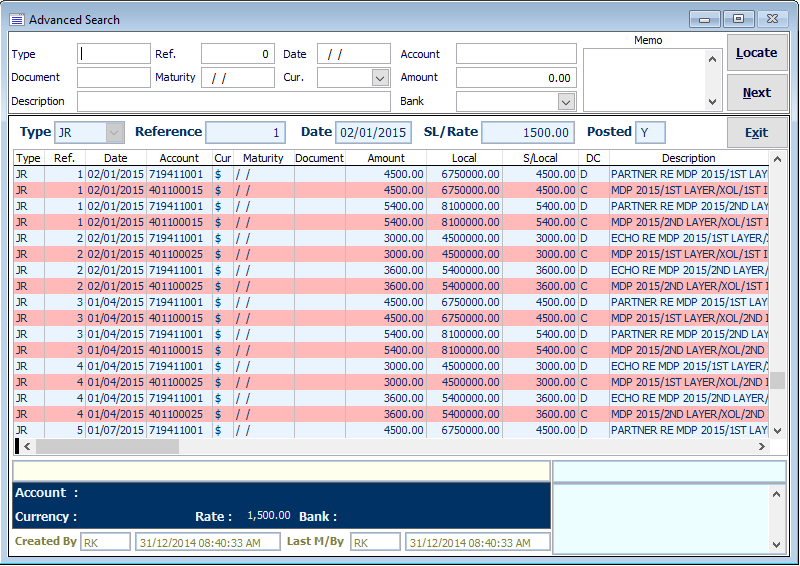 Advanced Search
Type Ref. 0 Date / / Account Memo Locate
Document Maturity / / Cur. Amount 0.00 Next
Description Bank
Type JR Reference 1 Date 02/01/2015 SL/Rate 1500.00 Posted Y Exit
Type Ref. Date Account Cur Maturity Document Amount Local S/Local DC Description
JR 1 02/01/2015 719411001 $ / / 4500.00 6750000.00 4500.00 D PARTNER RE MDP 2015/1ST LAY
JR 1 02/01/2015 401100015 $ / / 4500.00 6750000.00 4500.00 C MDP 2015/1ST LAYER/XOL/1ST I
JR 1 02/01/2015 719411001 $ / / 5400.00 8100000.00 5400.00 D PARTNER RE MDP 2015/2ND LAY
JR 1 02/01/2015 401100015 $ / / 5400.00 8100000.00 5400.00 C MDP 2015/2ND LAYER/XOL/1ST I
JR 2 02/01/2015 719411001 $ / / 3000.00 4500000.00 3000.00 D ECHO RE MDP 2015/1ST LAYER/
JR 2 02/01/2015 401100025 $ / / 3000.00 4500000.00 3000.00 C MDP 2015/1ST LAYER/XOL/1ST I
JR 2 02/01/2015 719411001 $ / / 3600.00 5400000.00 3600.00 D ECHO RE MDP 2015/2ND LAYER/
JR 2 02/01/2015 401100025 $ / / 3600.00 5400000.00 3600.00 C MDP 2015/2ND LAYER/XOL/1ST I
JR 3 01/04/2015 719411001 $ / / 4500.00 6750000.00 4500.00 D PARTNER RE MDP 2015/1ST LAY
JR 3 01/04/2015 401100015 $ / / 4500.00 6750000.00 4500.00 C MDP 2015/1ST LAYER/XOL/2ND I
JR 3 01/04/2015 719411001 $ / / 5400.00 8100000.00 5400.00 D PARTNER RE MDP 2015/2ND LAY
JR 3 01/04/2015 401100015 $ / / 5400.00 8100000.00 5400.00 C MDP 2015/2ND LAYER/XOL/2ND
JR 4 01/04/2015 719411001 $ / / 3000.00 4500000.00 3000.00 D ECHO RE MDP 2015/1ST LAYER/
JR 4 01/04/2015 401100025 $ / / 3000.00 4500000.00 3000.00 C MDP 2015/1ST LAYER/XOL/2ND I
JR 4 01/04/2015 719411001 $ / / 3600.00 5400000.00 3600.00 D ECHO RE MDP 2015/2ND LAYER/
JR 4 01/04/2015 401100025 $ / / 3600.00 5400000.00 3600.00 C MDP 2015/2ND LAYER/XOL/2ND
JR 5 01/07/2015 719411001 $ / / 4500.00 6750000.00 4500.00 D PARTNER RE MDP 2015/1ST LAY
Account :
Currency : Rate : 1,500.00 Bank :
Created By RK 31/12/2014 08:40:33 AM Last M/By RK 31/12/2014 08:40:33 AM